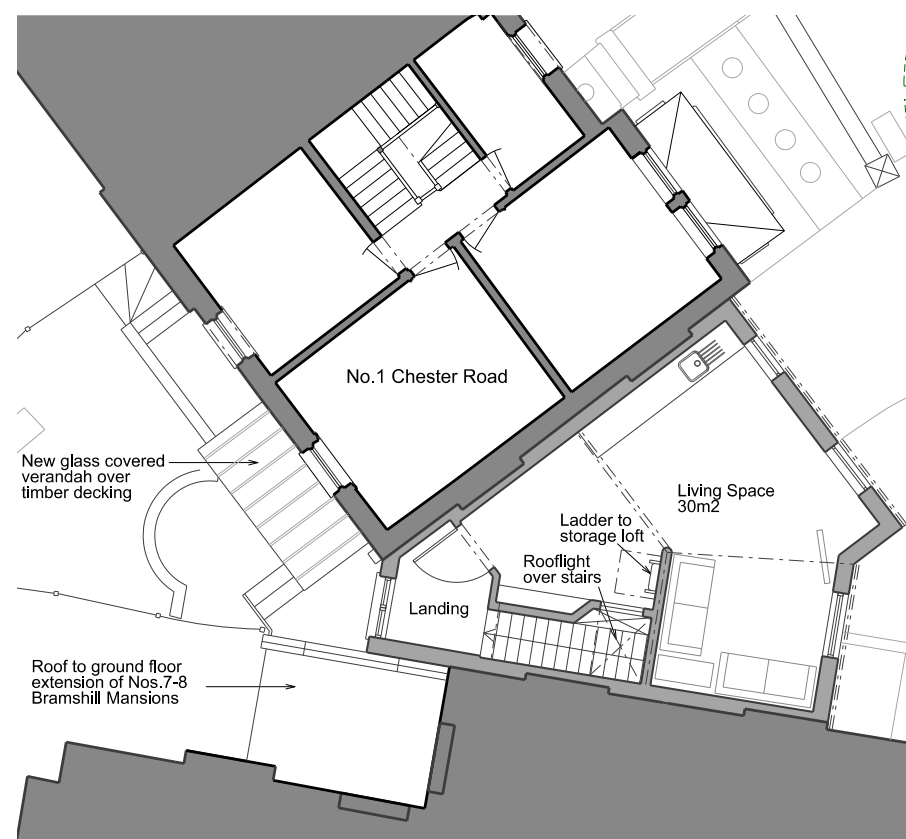 No.1 Chester Road
New glass covered
verandah over
timber decking
Living Space
30m2
Ladder to
storage loft
Rooflight
over stairs
Landing
Roof to ground floor
extension of Nos.7-8
Bramshill Mansions